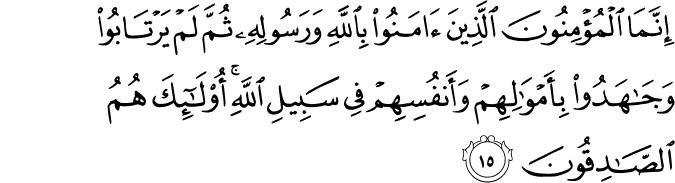 إِنَّمَا ٱلْمُؤْمِنُونَ ٱلَّذِينَ ءَامَنُوا۟ بِٱللَّهِ وَرَسُولِهِۦ ثُمَّ لَمْ يَرْتَابُوا۟
وَجَـٰهَدُوا۟ بِأَمْوَٰلِهِمْ وَأَنفُسِهِمْ فِى سَبِيلِ ٱللَّهِ ۚ أُو۟لَـٰٓئِكَ هُمُ
ٱلصَّـٰدِقُونَ ١٥